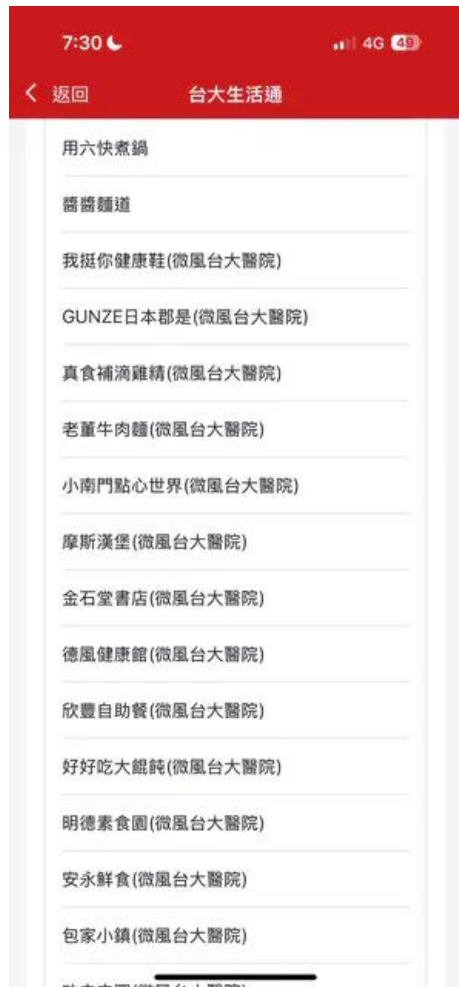 7:30
4G 49
返回 台大生活通
用六快煮鍋
醬醬麵道
我挺你健康鞋(微風台大醫院)
GUNZE日本郡是(微風台大醫院)
真食補滴雞精(微風台大醫院)
老董牛肉麵(微風台大醫院)
小南門點心世界(微風台大醫院)
摩斯漢堡(微風台大醫院)
金石堂書店(微風台大醫院)
德風健康館(微風台大醫院)
欣豐自助餐(微風台大醫院)
好好吃大餛飩(微風台大醫院)
明德素食園(微風台大醫院)
安永鮮食(微風台大醫院)
包家小鎮(微風台大醫院)